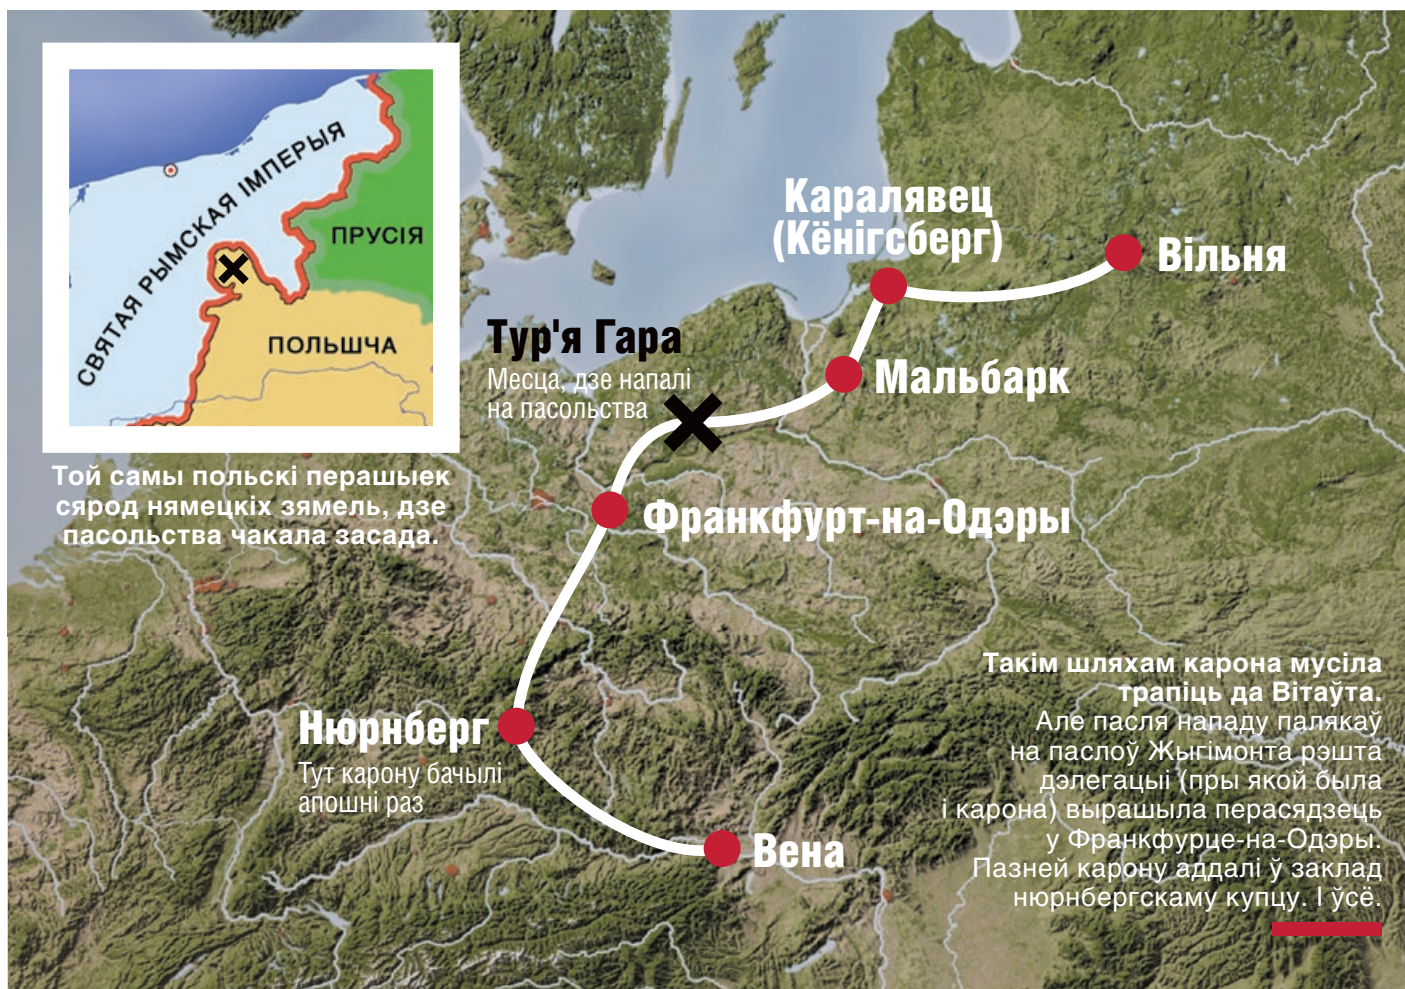 СВЯТАЯ РЫМСКАЯ ІМПЕРЫЯ
ПРУСІЯ
ПОЛЬШЧА
Той самы польскі перашыек
сярод нямецкіх зямель, дзе
пасольства чакала засада.
Каралявец
(Кёнігсберг)
Вільня
Тур'я Гара
Месца, дзе напалі
на пасольства
Мальбарк
Франкфурт-на-Одэры
Нюрнберг
Тут карону бачылі
апошні раз
Вена
Такім шляхам карона мусіла
трапіць да Вітаўта.
Але пасля нападу палякаў
на паслоў Жыгімонта рэшта
дэлегацыі (пры якой была
і карона) вырашыла перасядзець
у Франкфурце-на-Одэры.
Пазней карону аддалі ў заклад
нюрнбергскаму купцу. І ўсё.